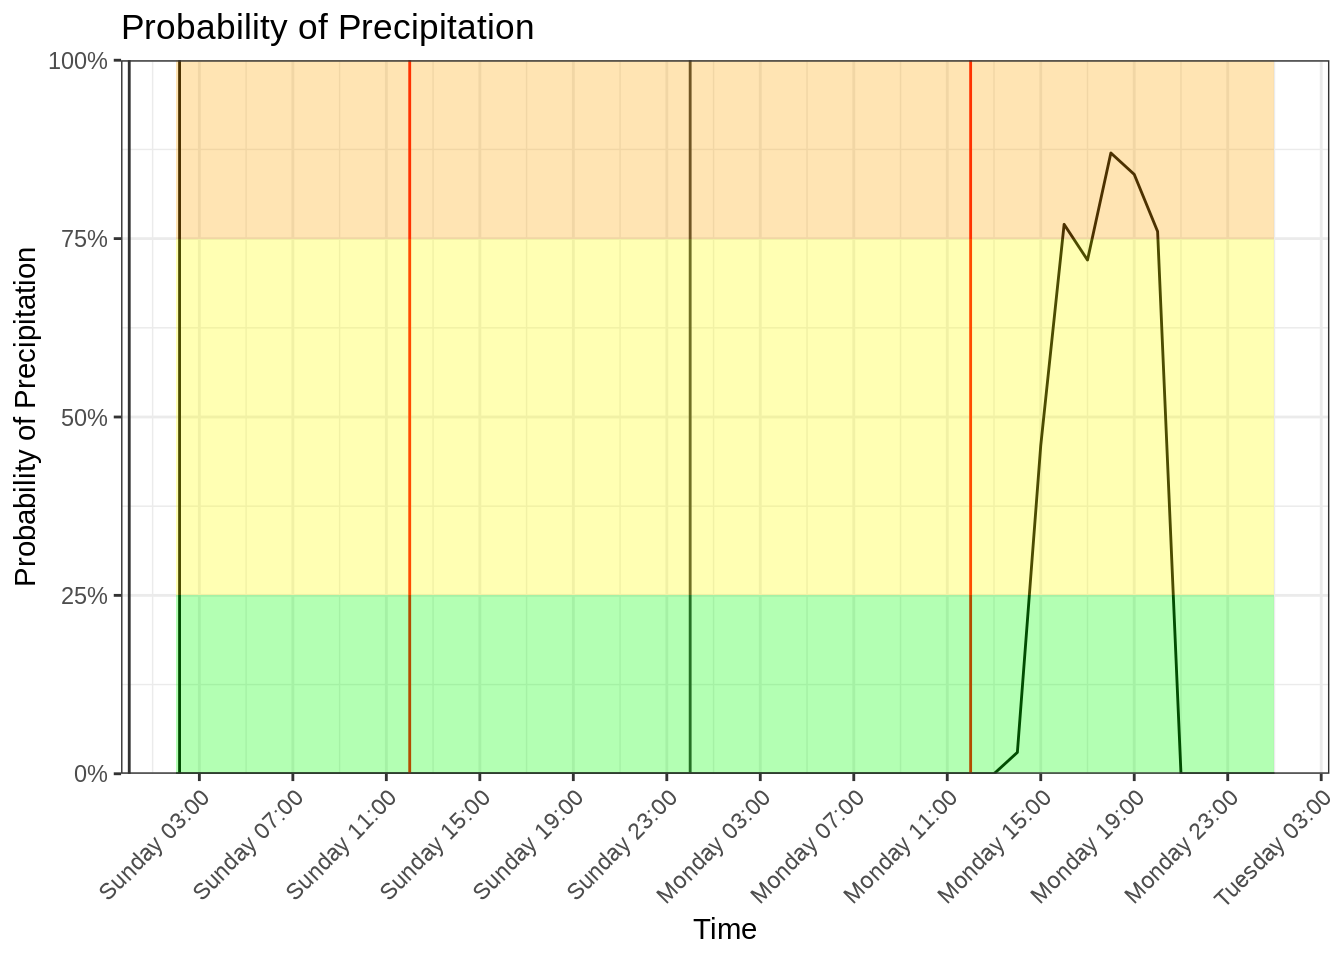 Probability of Precipitation
Probability of Precipitation
100%
75%
50%
25%
0%
Sunday 03:00
Sunday 07:00
Sunday 11:00
Sunday 15:00
Sunday 19:00
Sunday 23:00
Monday 03:00
Monday 07:00
Monday 11:00
Monday 15:00
Monday 19:00
Monday 23:00
Tuesday 03:00
Time